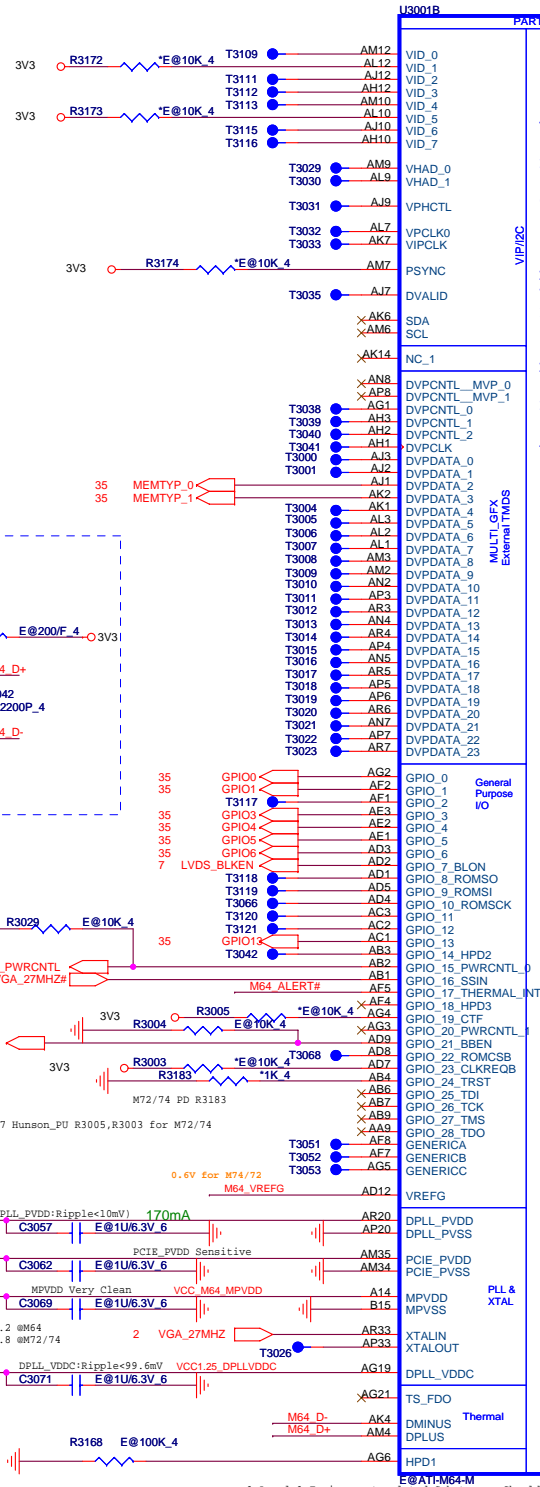 U3001B
PART
T3109 AM12 VID_0
3V3 R3172 *E@10K_4 AL12 VID_1
T3111 AJ12 VID_2
T3112 AH12 VID_3
T3113 AM10 VID_4
3V3 R3173 *E@10K_4 AL10 VID_5
T3115 AJ10 VID_6
T3116 AH10 VID_7
T3029 AM9 VHAD_0
T3030 AL9 VHAD_1
T3031 AJ9 VPHCTL
T3032 AL7 VPCLK0
T3033 AK7 VIPCLK
VIP/I2C
3V3 R3174 *E@10K_4 AM7 PSYNC
T3035 AJ7 DVALID
AK6 SDA
AM6 SCL
AK14 NC_1
AN8 DVPCNTL__MVP_0
AP8 DVPCNTL__MVP_1
T3038 AG1 DVPCNTL_0
T3039 AH3 DVPCNTL_1
T3040 AH2 DVPCNTL_2
T3041 AH1 DVPCLK
T3000 AJ3 DVPDATA_0
T3001 AJ2 DVPDATA_1
35 MEMTYP_0 AJ1 DVPDATA_2
35 MEMTYP_1 AK2 DVPDATA_3
T3004 AK1 DVPDATA_4
T3005 AL3 DVPDATA_5
T3006 AL2 DVPDATA_6
T3007 AL1 DVPDATA_7
T3008 AM3 DVPDATA_8
T3009 AM2 DVPDATA_9
T3010 AN2 DVPDATA_10
T3011 AP3 DVPDATA_11
T3012 AR3 DVPDATA_12
T3013 AN4 DVPDATA_13
T3014 AR4 DVPDATA_14
T3015 AP4 DVPDATA_15
T3016 AN5 DVPDATA_16
T3017 AR5 DVPDATA_17
T3018 AP5 DVPDATA_18
T3019 AP6 DVPDATA_19
T3020 AR6 DVPDATA_20
T3021 AN7 DVPDATA_21
T3022 AP7 DVPDATA_22
T3023 AR7 DVPDATA_23
MULTI_GFX
External TMDS
E@200/F_4 3V3
4_D+
042
2200P_4
4_D-
35 GPIO0 AG2 GPIO_0
35 GPIO1 AF2 GPIO_1
T3117 AF1 GPIO_2
35 GPIO3 AE3 GPIO_3
35 GPIO4 AE2 GPIO_4
35 GPIO5 AE1 GPIO_5
35 GPIO6 AD3 GPIO_6
7 LVDS_BLKEN AD2 GPIO_7_BLON
T3118 AD1 GPIO_8_ROMSO
T3119 AD5 GPIO_9_ROMSI
T3066 AD4 GPIO_10_ROMSCK
T3120 AC3 GPIO_11
T3121 AC2 GPIO_12
35 GPIO13 AC1 GPIO_13
T3042 AB3 GPIO_14_HPD2
General
Purpose
I/O
R3029 E@10K_4
_PWRCNTL AB2 GPIO_15_PWRCNTL_0
VGA_27MHZ# AB1 GPIO_16_SSIN
M64_ALERT# AF5 GPIO_17_THERMAL_INT
AF4 GPIO_18_HPD3
3V3 R3005 *E@10K_4 AG4 GPIO_19_CTF
R3004 E@10K_4 AG3 GPIO_20_PWRCNTL_1
AD9 GPIO_21_BBEN
T3068 AD8 GPIO_22_ROMCSB
3V3 R3003 *E@10K_4 AD7 GPIO_23_CLKREQB
R3183 *1K_4 AB4 GPIO_24_TRST
M72/74 PD R3183
AB6 GPIO_25_TDI
AB7 GPIO_26_TCK
7 Hunson_PU R3005,R3003 for M72/74
AB9 GPIO_27_TMS
AA9 GPIO_28_TDO
T3051 AF8 GENERICA
T3052 AF7 GENERICB
T3053 AG5 GENERICC
0.6V for M74/72
M64_VREFG AD12 VREFG
PLL_PVDD:Ripple<10mV) 170mA AR20 DPLL_PVDD
C3057 E@1U/6.3V_6 AP20 DPLL_PVSS
PCIE_PVDD Sensitive AM35 PCIE_PVDD
C3062 E@1U/6.3V_6 AM34 PCIE_PVSS
MPVDD Very Clean VCC_M64_MPVDD A14 MPVDD
C3069 E@1U/6.3V_6 B15 MPVSS
PLL &
XTAL
.2 @M64
.8 @M72/74
2 VGA_27MHZ AR33 XTALIN
T3026 AP33 XTALOUT
DPLL_VDDC:Ripple<99.6mV VCC1.25_DPLLVDDC AG19 DPLL_VDDC
C3071 E@1U/6.3V_6
AG21 TS_FDO
M64_D- AK4 DMINUS
M64_D+ AM4 DPLUS
Thermal
R3168 E@100K_4 AG6 HPD1
E@ATI-M64-M